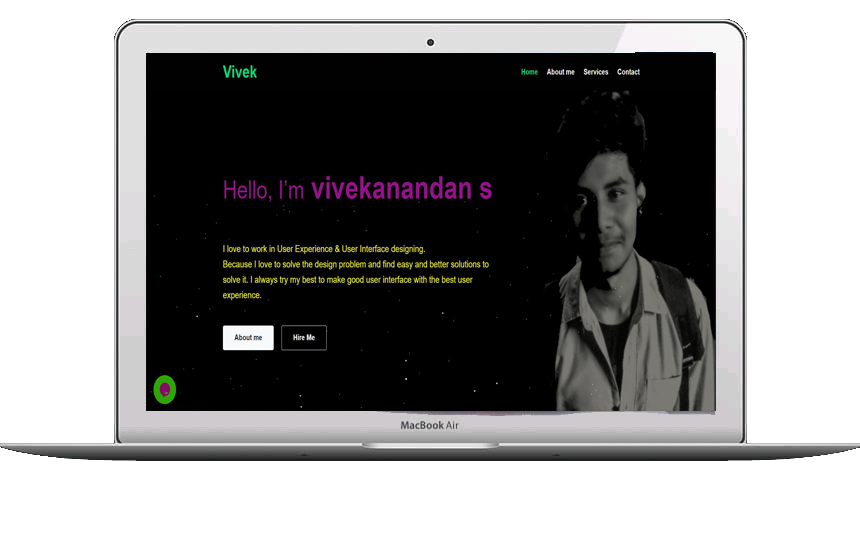 Vivek
Home About me Services Contact
Hello, I'm vivekanandan s
I love to work in User Experience & User Interface designing.
Because I love to solve the design problem and find easy and better solutions to
solve it. I always try my best to make good user interface with the best user
experience.
About me Hire Me
MacBook Air